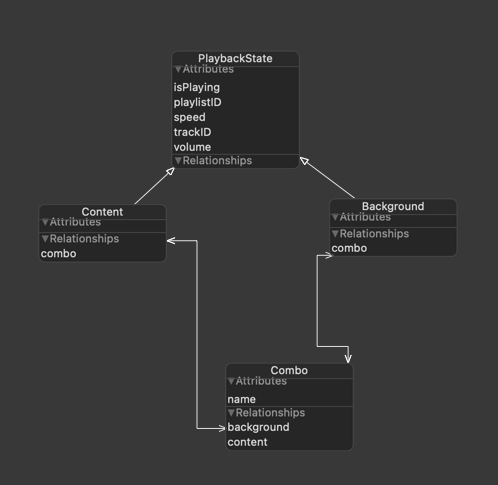 PlaybackState
▼Attributes
isPlaying
playlistID
speed
trackID
volume
▼Relationships
Content
▼Attributes
▼Relationships
combo
Background
▼Attributes
▼Relationships
combo
Combo
▼Attributes
name
▼Relationships
background
content